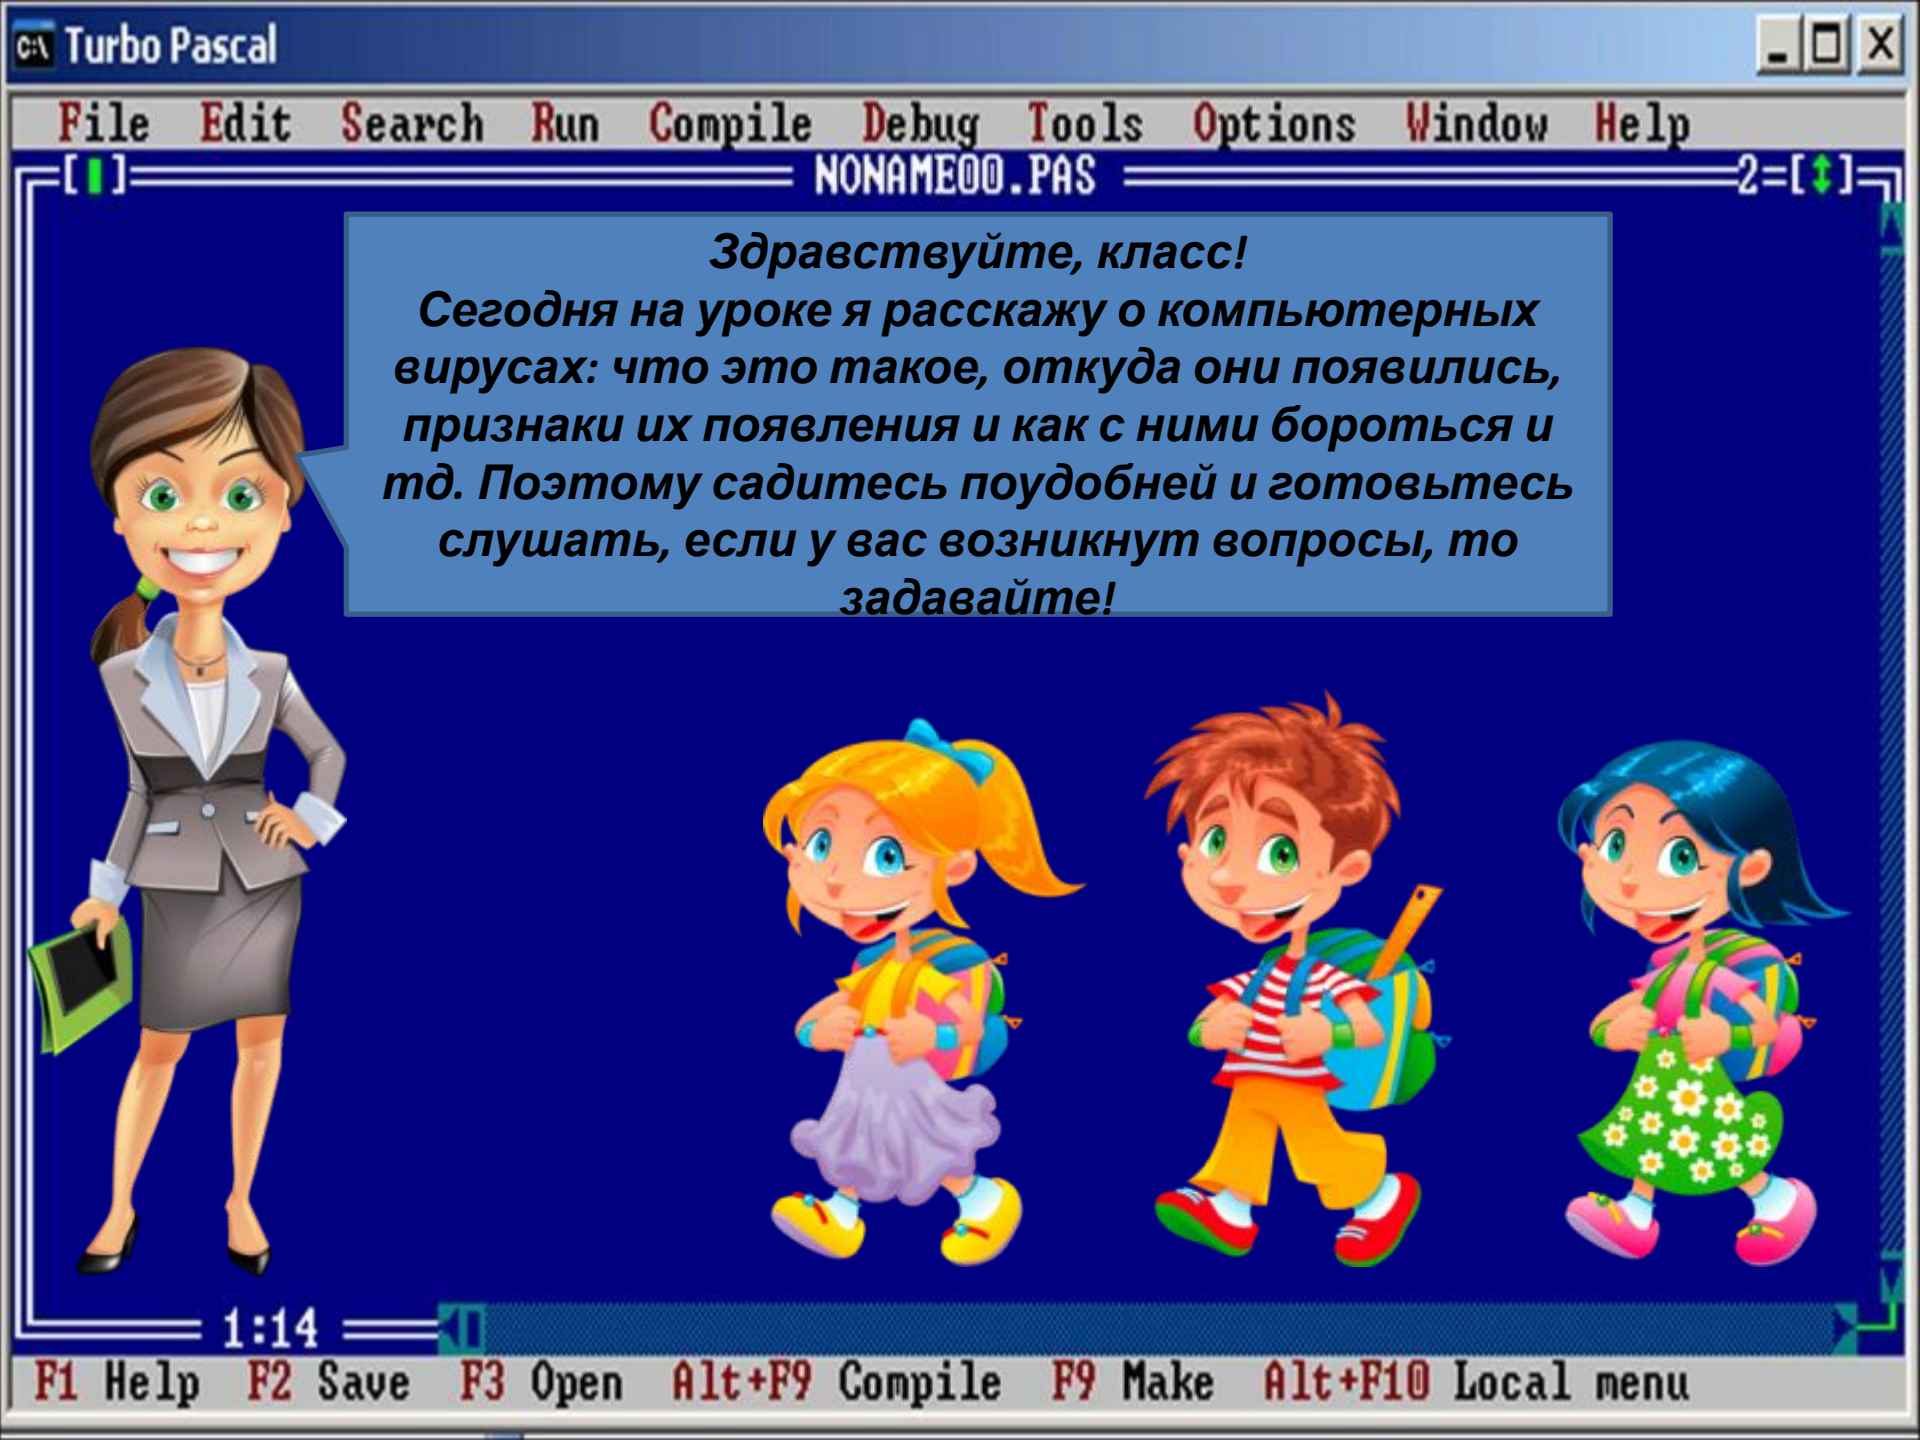 C:\ Turbo Pascal
File Edit Search Run Compile Debug Tools Options Window Help
NONAME00.PAS 2=[↕]
Здравствуйте, класс!
Сегодня на уроке я расскажу о компьютерных
вирусах: что это такое, откуда они появились,
признаки их появления и как с ними бороться и
тд. Поэтому садитесь поудобней и готовьтесь
слушать, если у вас возникнут вопросы, то
задавайте!
1:14
F1 Help F2 Save F3 Open Alt+F9 Compile F9 Make Alt+F10 Local menu